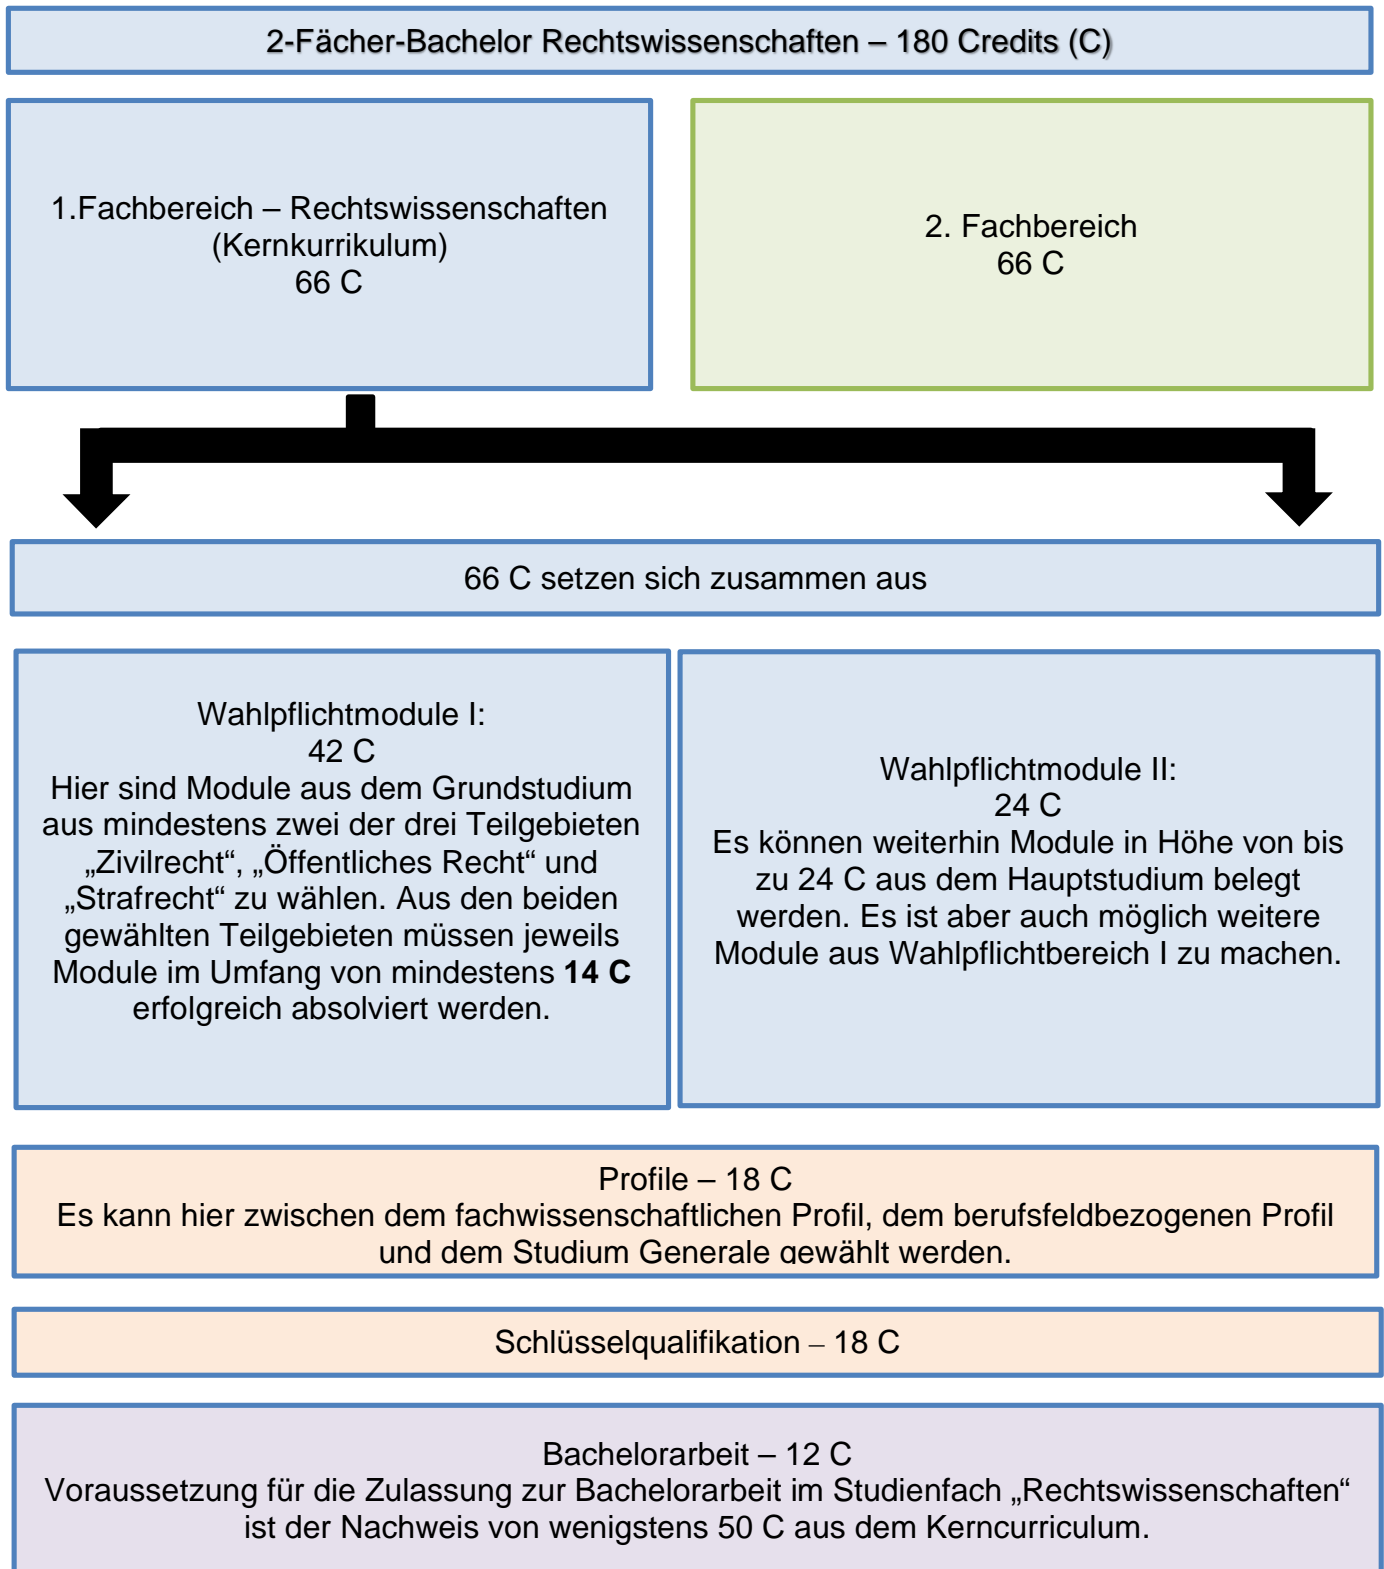 2-Fächer-Bachelor Rechtswissenschaften – 180 Credits (C)
1.Fachbereich – Rechtswissenschaften
(Kernkurrikulum)
66 C
2. Fachbereich
66 C
66 C setzen sich zusammen aus
Wahlpflichtmodule I:
42 C
Hier sind Module aus dem Grundstudium
aus mindestens zwei der drei Teilgebieten
„Zivilrecht“, „Öffentliches Recht“ und
„Strafrecht“ zu wählen. Aus den beiden
gewählten Teilgebieten müssen jeweils
Module im Umfang von mindestens 14 C
erfolgreich absolviert werden.
Wahlpflichtmodule II:
24 C
Es können weiterhin Module in Höhe von bis
zu 24 C aus dem Hauptstudium belegt
werden. Es ist aber auch möglich weitere
Module aus Wahlpflichtbereich I zu machen.
Profile – 18 C
Es kann hier zwischen dem fachwissenschaftlichen Profil, dem berufsfeldbezogenen Profil
und dem Studium Generale gewählt werden.
Schlüsselqualifikation – 18 C
Bachelorarbeit – 12 C
Voraussetzung für die Zulassung zur Bachelorarbeit im Studienfach „Rechtswissenschaften“
ist der Nachweis von wenigstens 50 C aus dem Kerncurriculum.